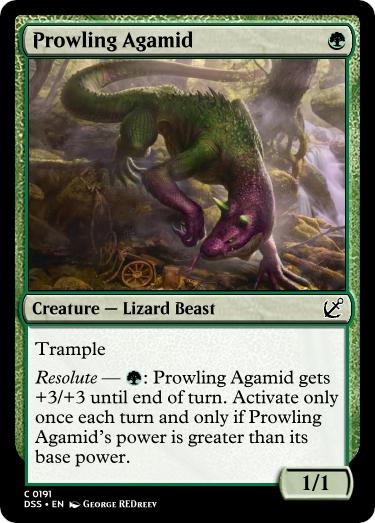 Prowling Agamid
Creature — Lizard Beast
Trample
Resolute — : Prowling Agamid gets
+3/+3 until end of turn. Activate only
once each turn and only if Prowling
Agamid's power is greater than its
base power.
1/1
C 0191
DSS • EN George REDreev